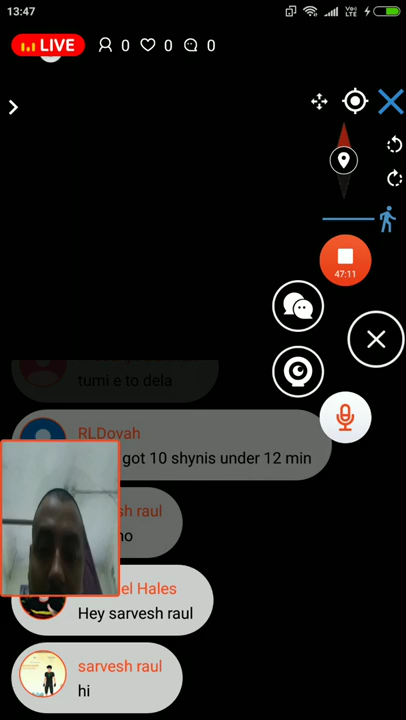 13:47
LIVE
0
0
0
47:11
tumi e to dela
RLDoyah
got 10 shynis under 12 min
sh raul
no
el Hales
Hey sarvesh raul
sarvesh raul
hi